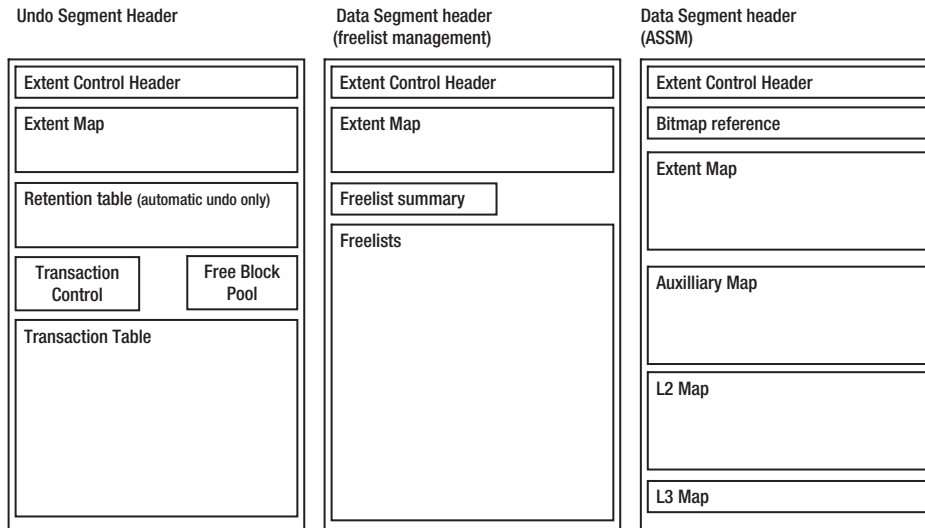 Undo Segment Header
Extent Control Header
Extent Map
Retention table (automatic undo only)
Transaction
Control
Free Block
Pool
Transaction Table
Data Segment header
(freelist management)
Extent Control Header
Extent Map
Freelist summary
Freelists
Data Segment header
(ASSM)
Extent Control Header
Bitmap reference
Extent Map
Auxilliary Map
L2 Map
L3 Map